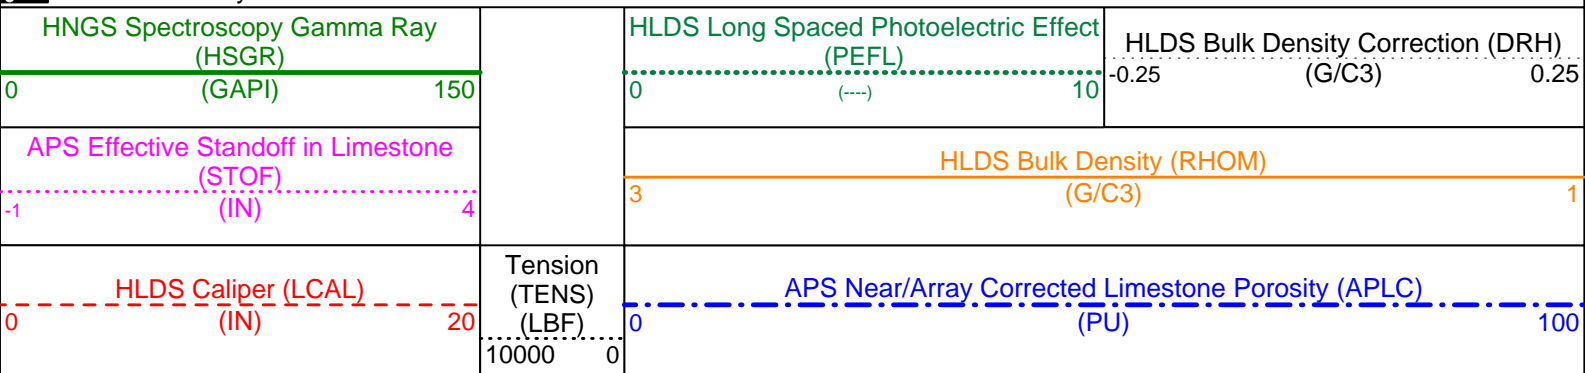 HNGS Spectroscopy Gamma Ray
(HSGR)
0 (GAPI) 150
HLDS Long Spaced Photoelectric Effect
(PEFL)
0 (----) 10
HLDS Bulk Density Correction (DRH)
-0.25 (G/C3) 0.25
APS Effective Standoff in Limestone
(STOF)
-1 (IN) 4
HLDS Bulk Density (RHOM)
3 (G/C3) 1
HLDS Caliper (LCAL)
0 (IN) 20
Tension
(TENS)
(LBF)
10000 0
APS Near/Array Corrected Limestone Porosity (APLC)
0 (PU) 100